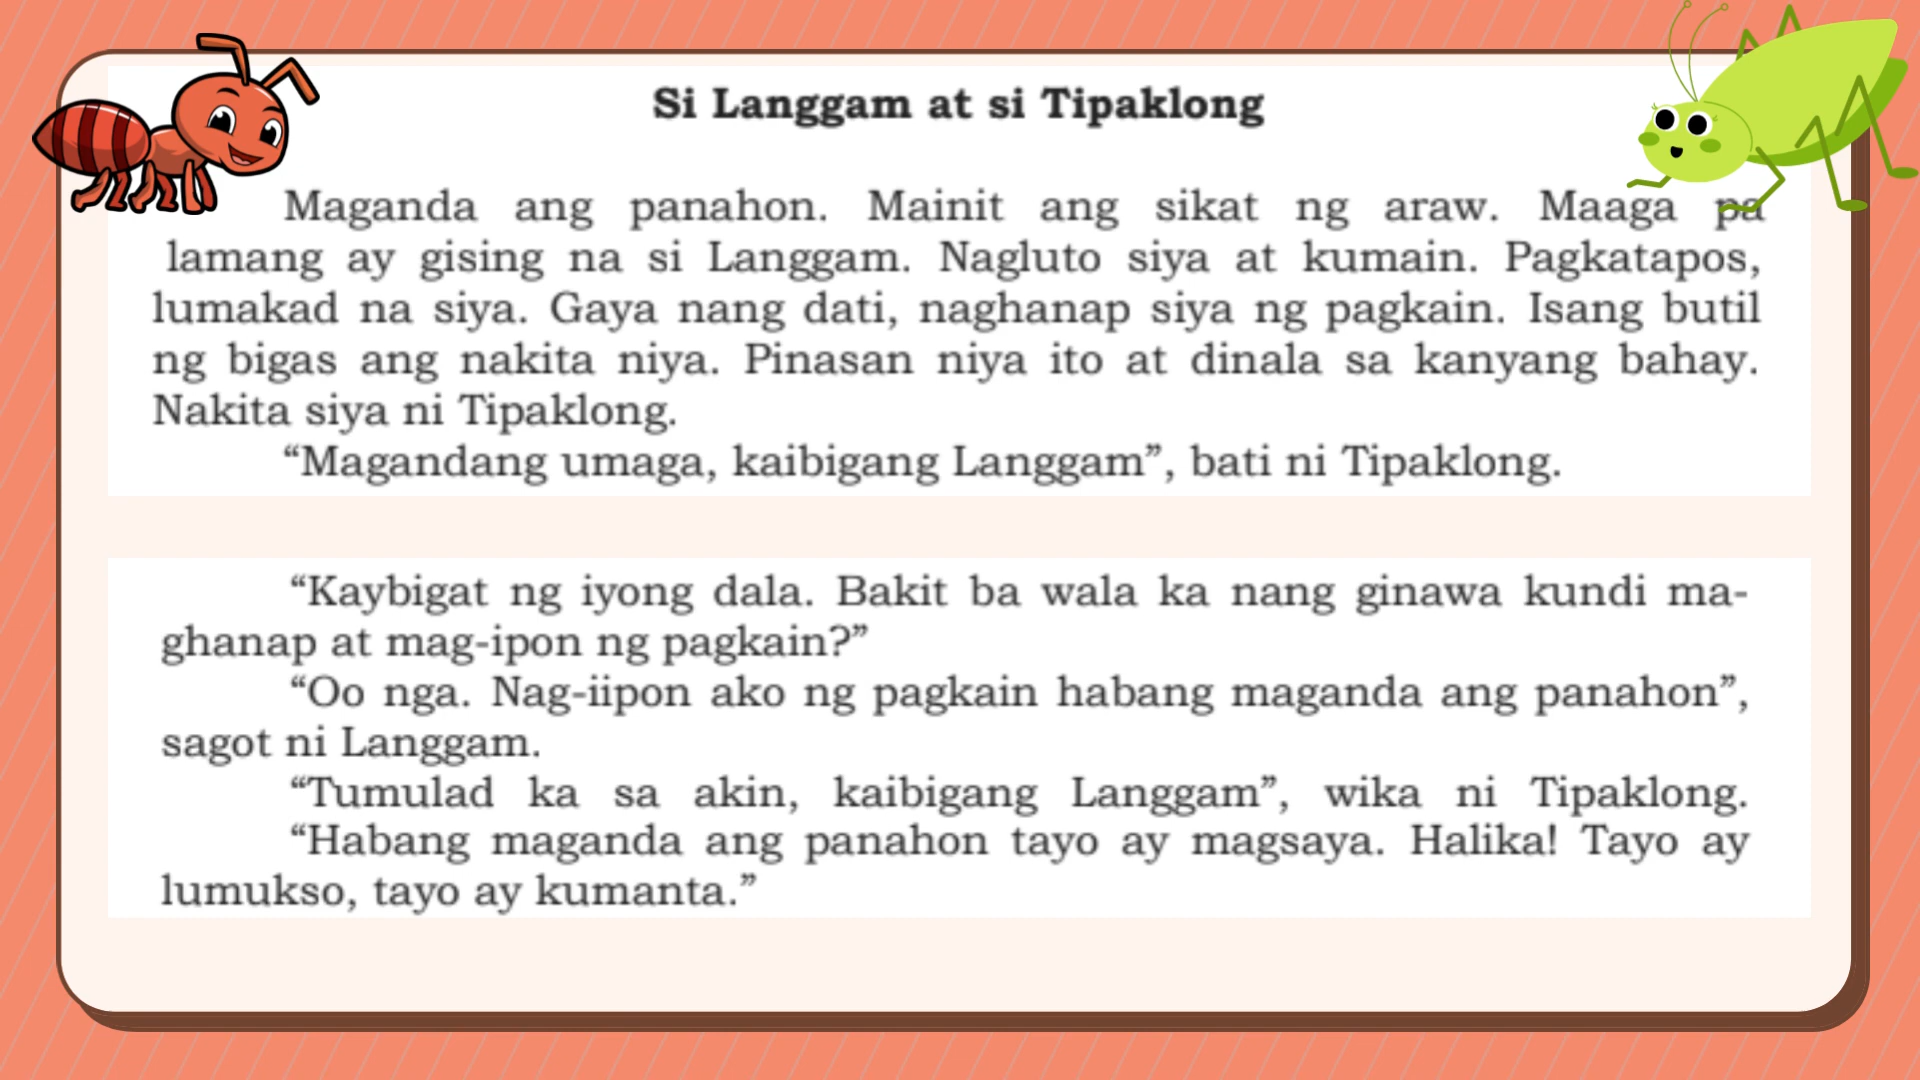 Si Langgam at si Tipaklong
Maganda ang panahon. Mainit ang sikat ng araw. Maaga pa
lamang ay gising na si Langgam. Nagluto siya at kumain. Pagkatapos,
lumakad na siya. Gaya nang dati, naghanap siya ng pagkain. Isang butil
ng bigas ang nakita niya. Pinasan niya ito at dinala sa kanyang bahay.
Nakita siya ni Tipaklong.
“Magandang umaga, kaibigang Langgam”, bati ni Tipaklong.
“Kaybigat ng iyong dala. Bakit ba wala ka nang ginawa kundi ma-
ghanap at mag-ipon ng pagkain?”
“Oo nga. Nag-iipon ako ng pagkain habang maganda ang panahon”,
sagot ni Langgam.
“Tumulad ka sa akin, kaibigang Langgam”, wika ni Tipaklong.
“Habang maganda ang panahon tayo ay magsaya. Halika! Tayo ay
lumukso, tayo ay kumanta.”